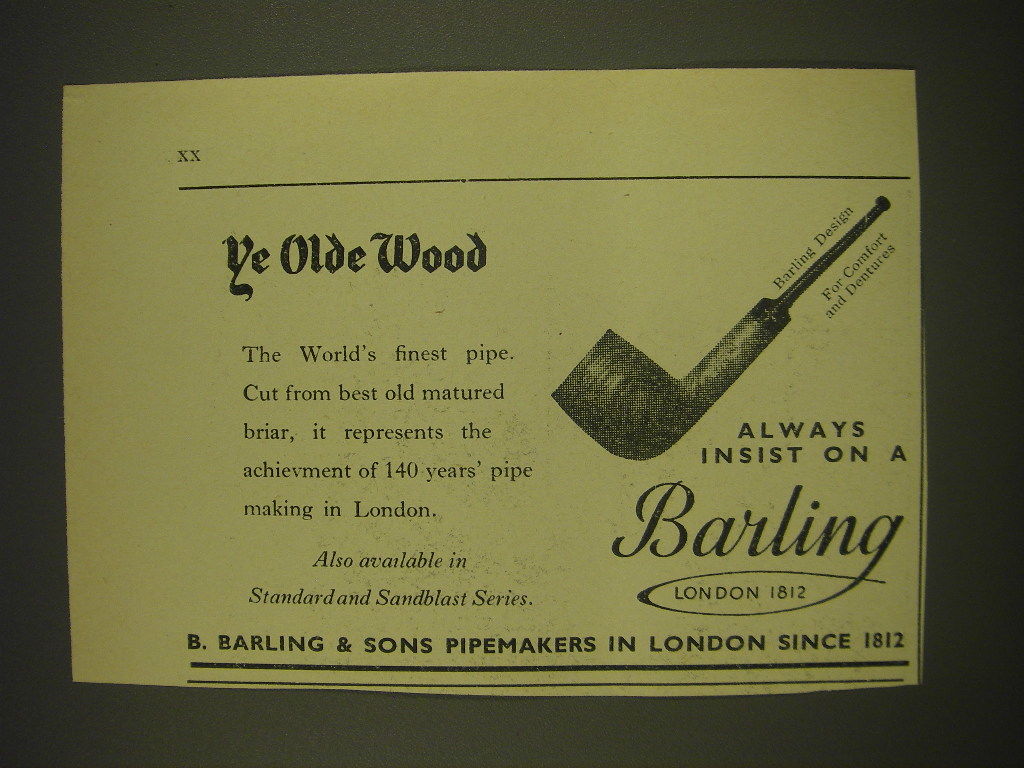 xx
Ye Olde Wood
The World's finest pipe.
Cut from best old matured
briar, it represents the
achievment of 140 years' pipe
making in London.
Also available in
Standard and Sandblast Series.
Barling Design
For Comfort
and Dentures
ALWAYS
INSIST ON A
Barling
LONDON 1812
B. BARLING & SONS PIPEMAKERS IN LONDON SINCE 1812